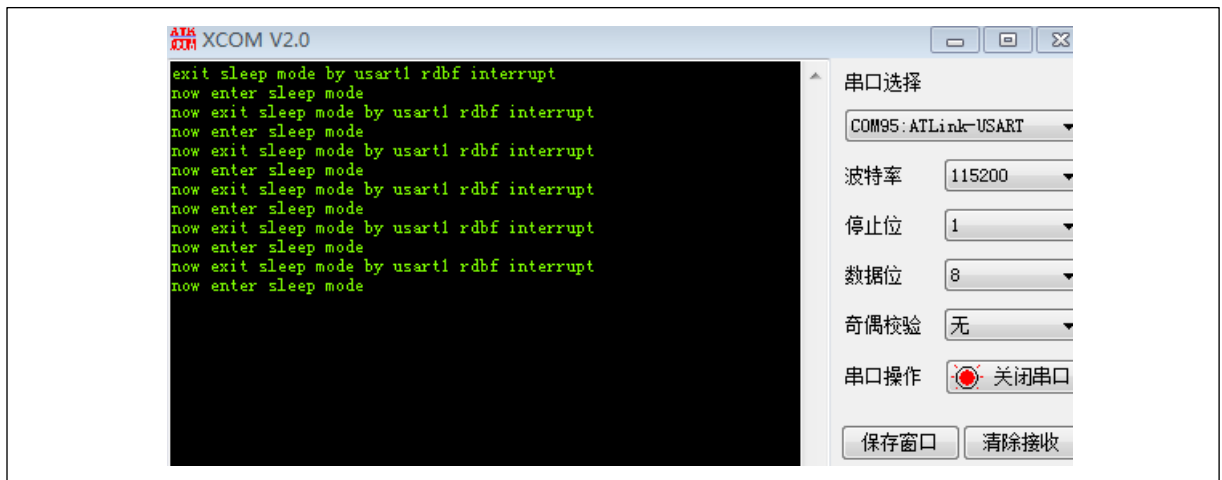 ATK
COM XCOM V2.0
exit sleep mode by usart1 rdbf interrupt
now enter sleep mode
now exit sleep mode by usart1 rdbf interrupt
now enter sleep mode
now exit sleep mode by usart1 rdbf interrupt
now enter sleep mode
now exit sleep mode by usart1 rdbf interrupt
now enter sleep mode
now exit sleep mode by usart1 rdbf interrupt
now enter sleep mode
now exit sleep mode by usart1 rdbf interrupt
now enter sleep mode
串口选择
COM95:ATLink-USART
波特率 115200
停止位 1
数据位 8
奇偶校验 无
串口操作 关闭串口
保存窗口 清除接收